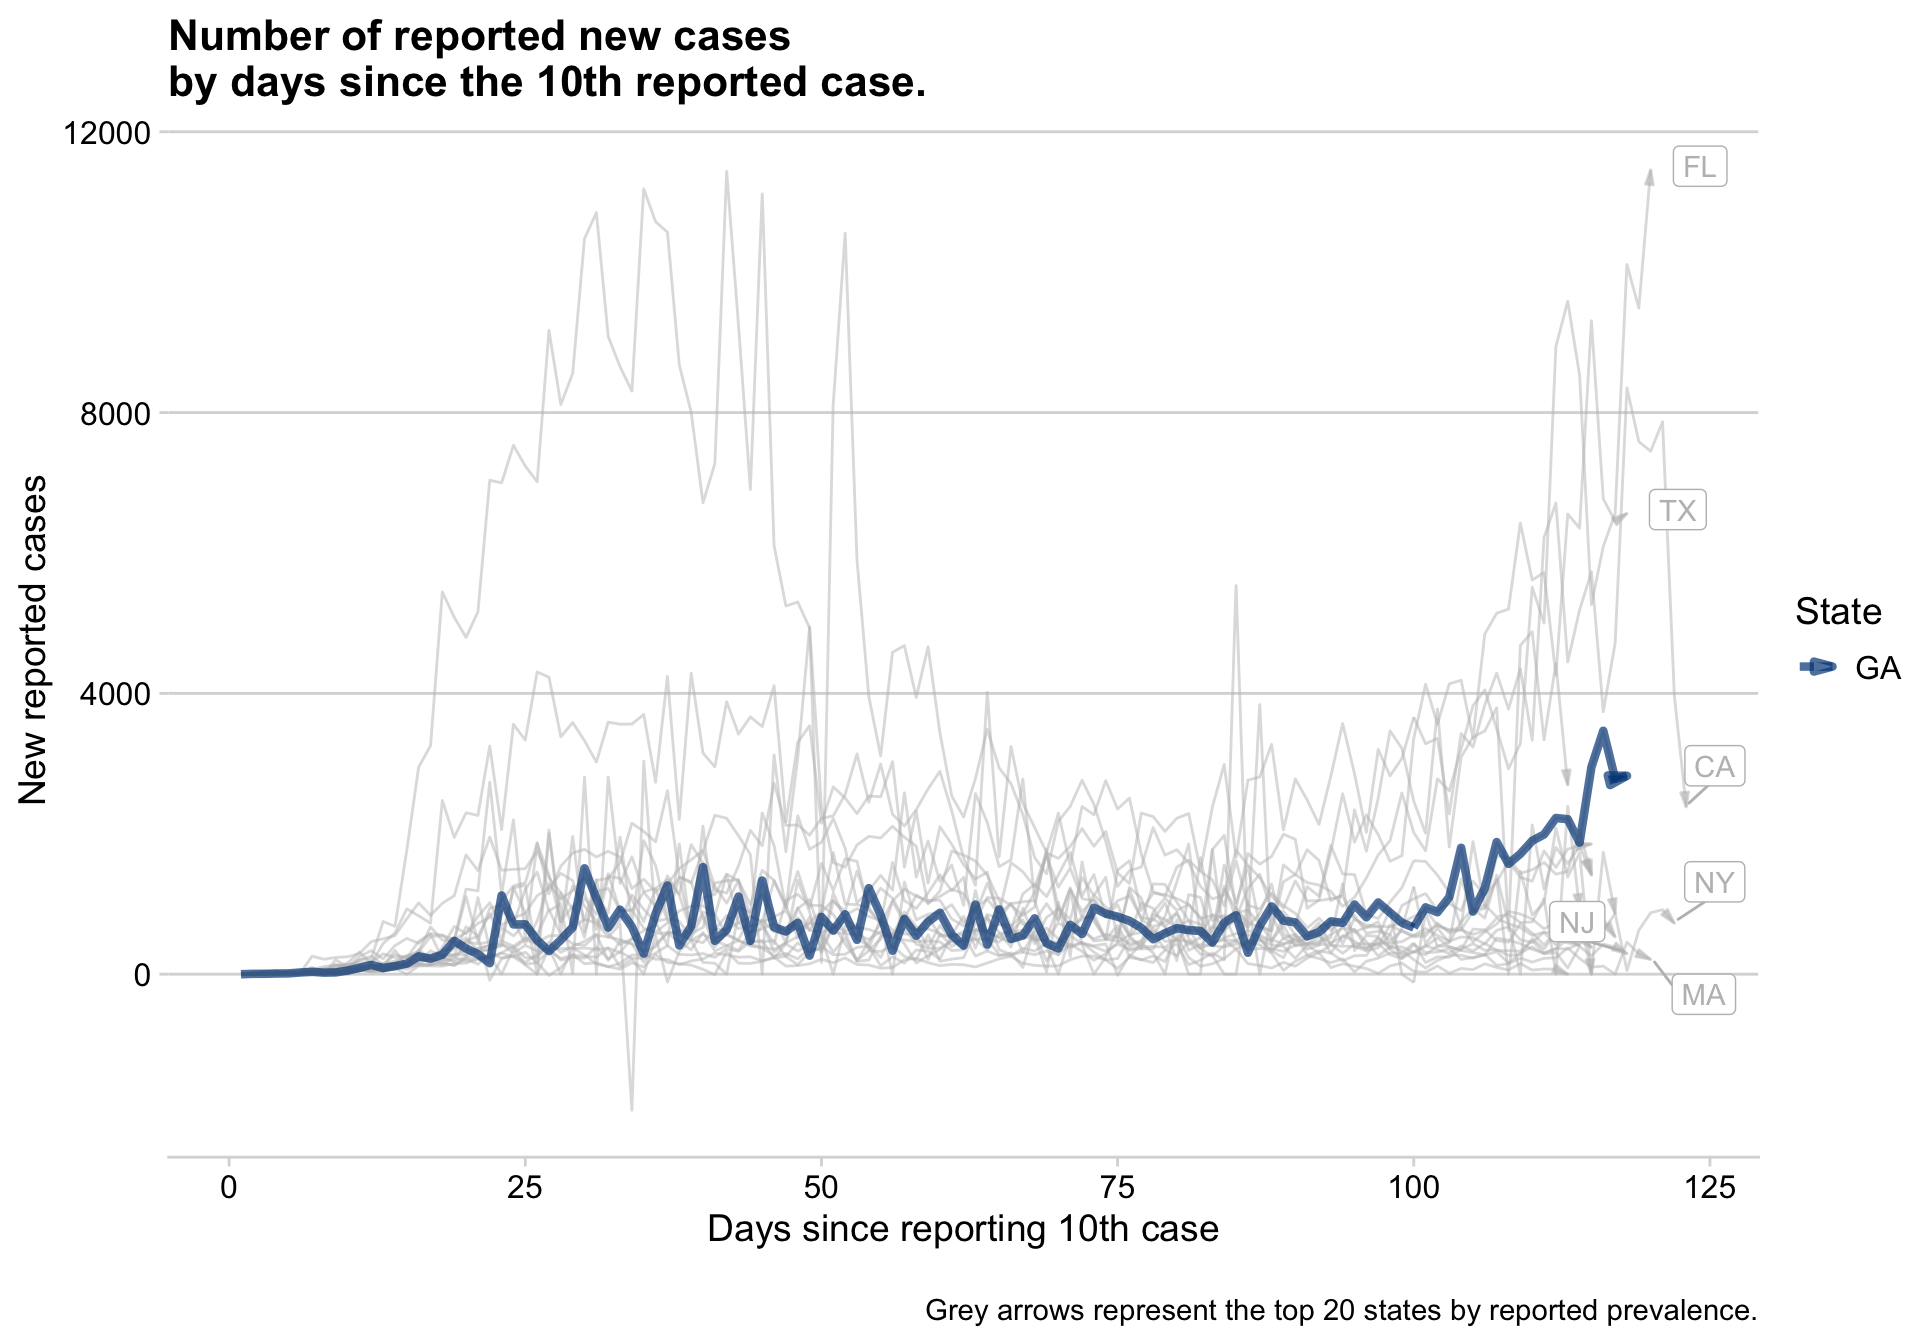 Number of reported new cases
by days since the 10th reported case.
12000
8000
4000
0
New reported cases
FL
TX
CA
NY
NJ
MA
State
GA
0 25 50 75 100 125
Days since reporting 10th case
Grey arrows represent the top 20 states by reported prevalence.